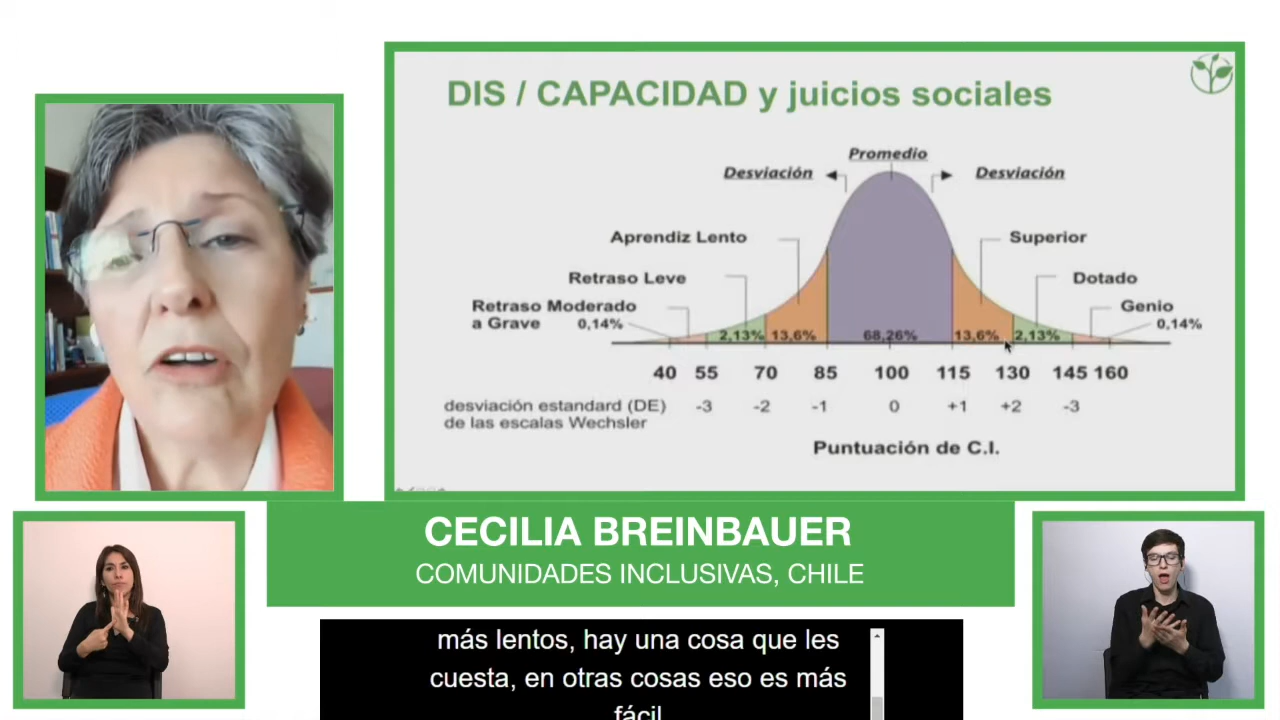 DIS / CAPACIDAD y juicios sociales
Promedio
Desviación
Desviación
Aprendiz Lento
Superior
Retraso Leve
Dotado
Retraso Moderado
a Grave
Genio
0,14%
2,13%
13,6%
68,26%
13,6%
2,13%
0,14%
40 55 70 85 100 115 130 145 160
desviación estandard (DE)
de las escalas Wechsler
-3 -2 -1 0 +1 +2 -3
Puntuación de C.I.
CECILIA BREINBAUER
COMUNIDADES INCLUSIVAS, CHILE
más lentos, hay una cosa que les
cuesta, en otras cosas eso es más
fácil